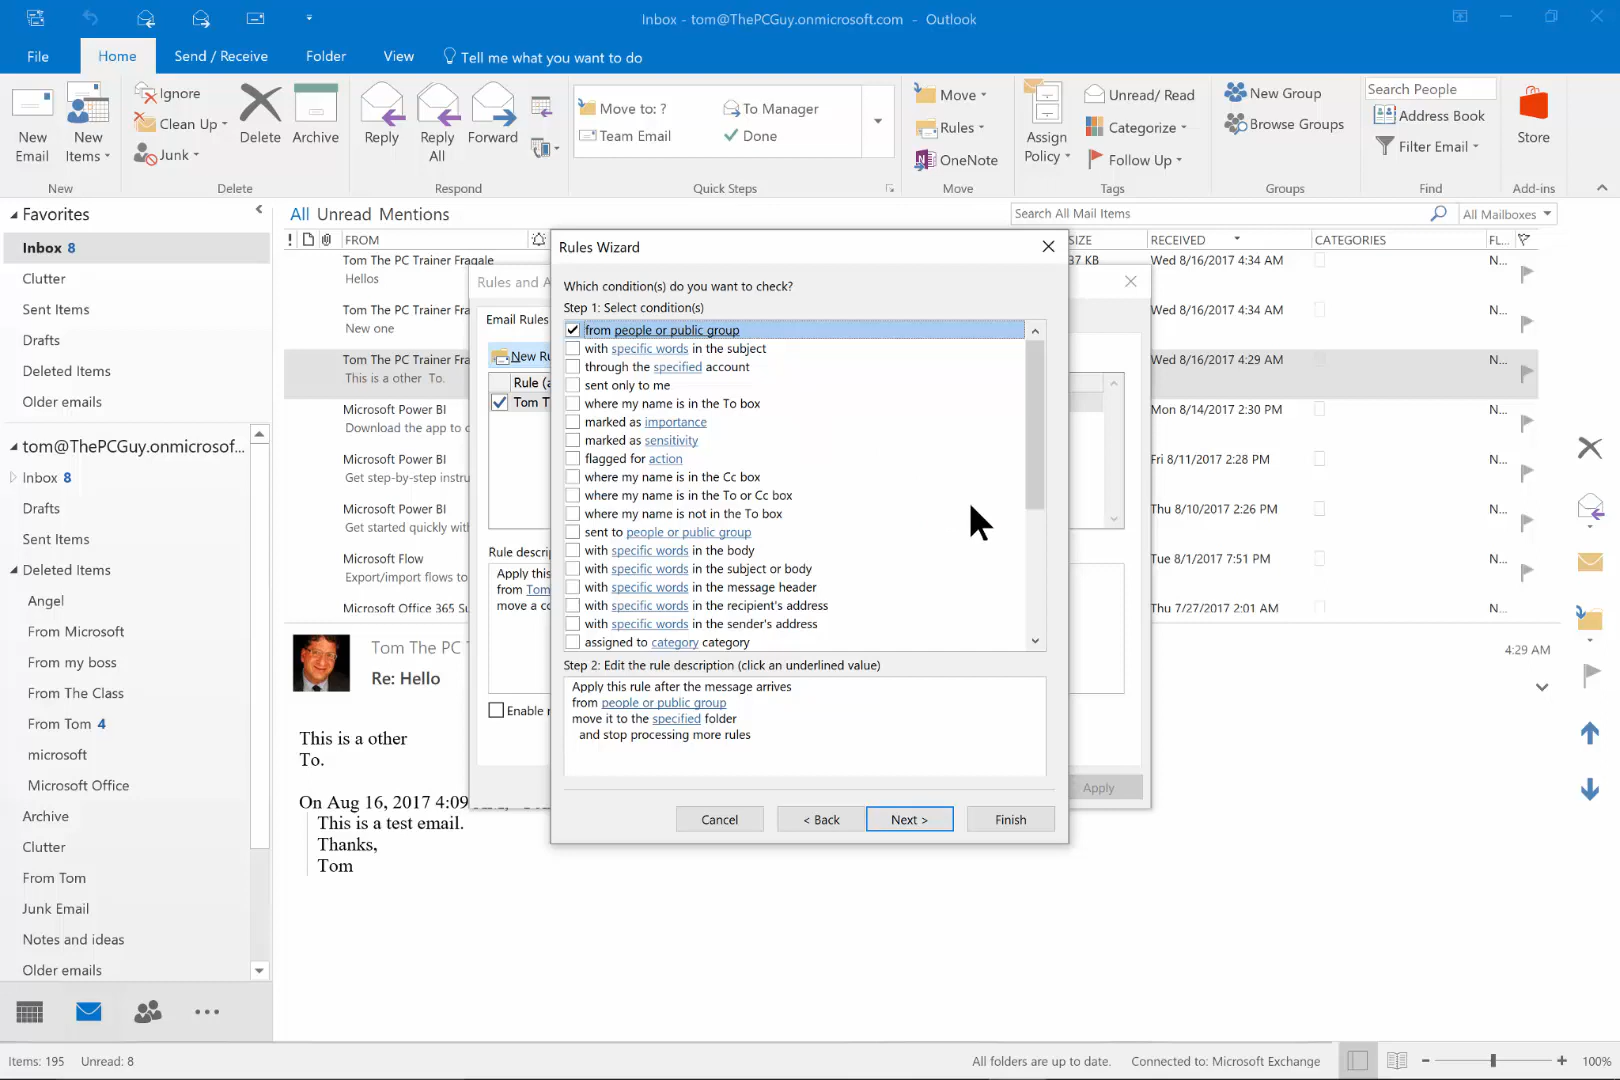 Inbox - tom@ThePCGuy.onmicrosoft.com - Outlook
File Home Send / Receive Folder View Tell me what you want to do
New Email
New Items
New
Ignore
Clean Up
Junk
Delete
Archive
Delete
Reply
Reply All
Forward
Respond
Move to: ?
To Manager
Team Email
Done
Quick Steps
Move
Rules
OneNote
Move
Assign Policy
Unread/ Read
Categorize
Follow Up
Tags
New Group
Browse Groups
Groups
Search People
Address Book
Filter Email
Find
Store
Add-ins
Favorites
Inbox 8
Clutter
Sent Items
Drafts
Deleted Items
Older emails
tom@ThePCGuy.onmicrosof...
Inbox 8
Drafts
Sent Items
Deleted Items
Angel
From Microsoft
From my boss
From The Class
From Tom 4
microsoft
Microsoft Office
Archive
Clutter
From Tom
Junk Email
Notes and ideas
Older emails
All Unread Mentions
Search All Mail Items
All Mailboxes
! FROM SIZE RECEIVED CATEGORIES FL...
Tom The PC Trainer Fragale 37 KB Wed 8/16/2017 4:34 AM N...
Hellos
Tom The PC Trainer Fra Wed 8/16/2017 4:34 AM N...
New one
Tom The PC Trainer Fra Wed 8/16/2017 4:29 AM N...
This is a other To.
Microsoft Power BI Mon 8/14/2017 2:30 PM N...
Download the app to c
Microsoft Power BI Fri 8/11/2017 2:28 PM N...
Get step-by-step instru
Microsoft Power BI Thu 8/10/2017 2:26 PM N...
Get started quickly wit
Microsoft Flow Tue 8/1/2017 7:51 PM N...
Export/import flows to
Microsoft Office 365 Su Thu 7/27/2017 2:01 AM N...
Tom The PC T
Re: Hello
4:29 AM
This is a other
To.
On Aug 16, 2017 4:09
This is a test email.
Thanks,
Tom
Rules and A
Email Rules
New Ru
Rule (a
Tom T
Rule descrip
Apply this
from Tom
move a co
Enable r
Apply
Rules Wizard
Which condition(s) do you want to check?
Step 1: Select condition(s)
from people or public group
with specific words in the subject
through the specified account
sent only to me
where my name is in the To box
marked as importance
marked as sensitivity
flagged for action
where my name is in the Cc box
where my name is in the To or Cc box
where my name is not in the To box
sent to people or public group
with specific words in the body
with specific words in the subject or body
with specific words in the message header
with specific words in the recipient's address
with specific words in the sender's address
assigned to category category
Step 2: Edit the rule description (click an underlined value)
Apply this rule after the message arrives
from people or public group
move it to the specified folder
and stop processing more rules
Cancel < Back Next > Finish
Items: 195 Unread: 8 All folders are up to date. Connected to: Microsoft Exchange - + 100%